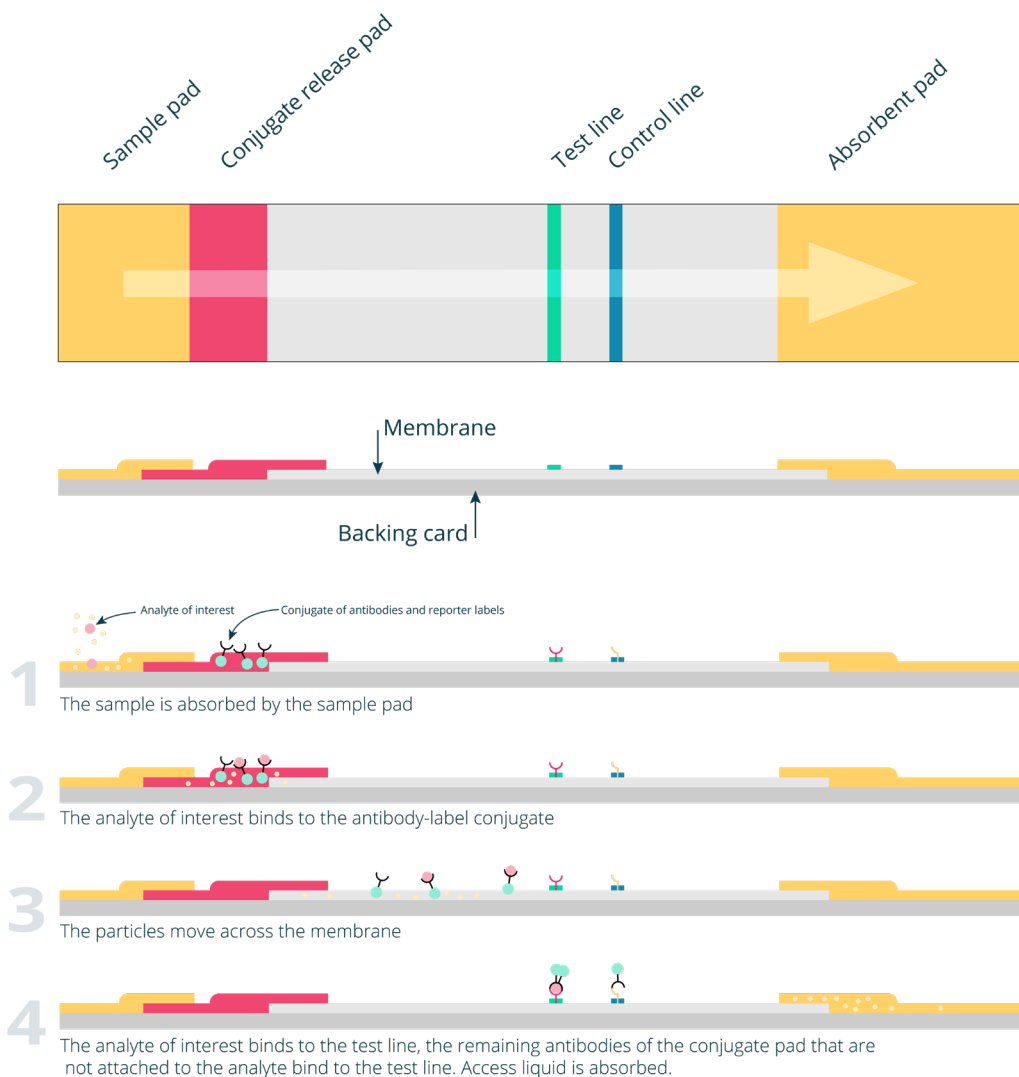 Sample pad
Conjugate release pad
Test line
Control line
Absorbent pad
Membrane
Backing card
Analyte of interest
Conjugate of antibodies and reporter labels
1
The sample is absorbed by the sample pad
2
The analyte of interest binds to the antibody-label conjugate
3
The particles move across the membrane
4
The analyte of interest binds to the test line, the remaining antibodies of the conjugate pad that are
not attached to the analyte bind to the test line. Access liquid is absorbed.